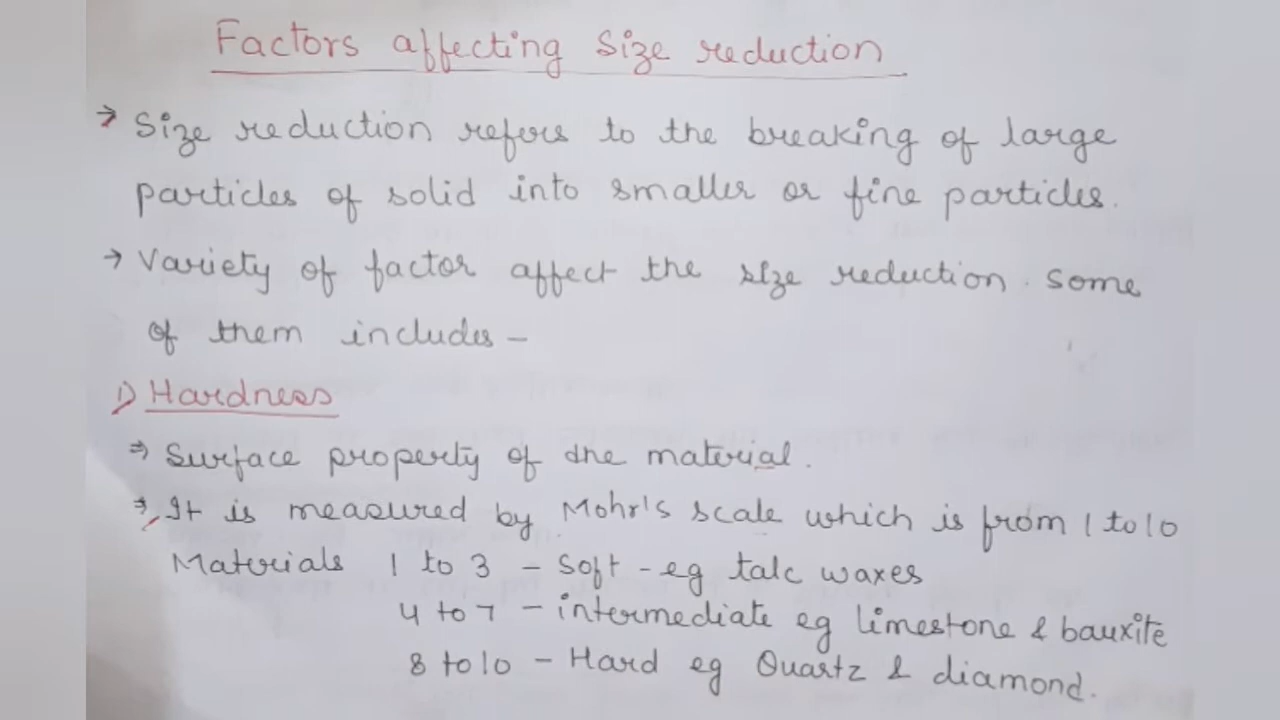 Factors affecting Size reduction
→ Size reduction refers to the breaking of large
particles of solid into smaller or fine particles.
→ Variety of factor affect the size reduction. Some
of them includes -
1) Hardness
⇒ Surface property of the material.
⇒ It is measured by Mohr's scale which is from 1 to 10
Materials 1 to 3 - Soft - eg talc waxes
4 to 7 - intermediate eg limestone & bauxite
8 to 10 - Hard eg Quartz & diamond.